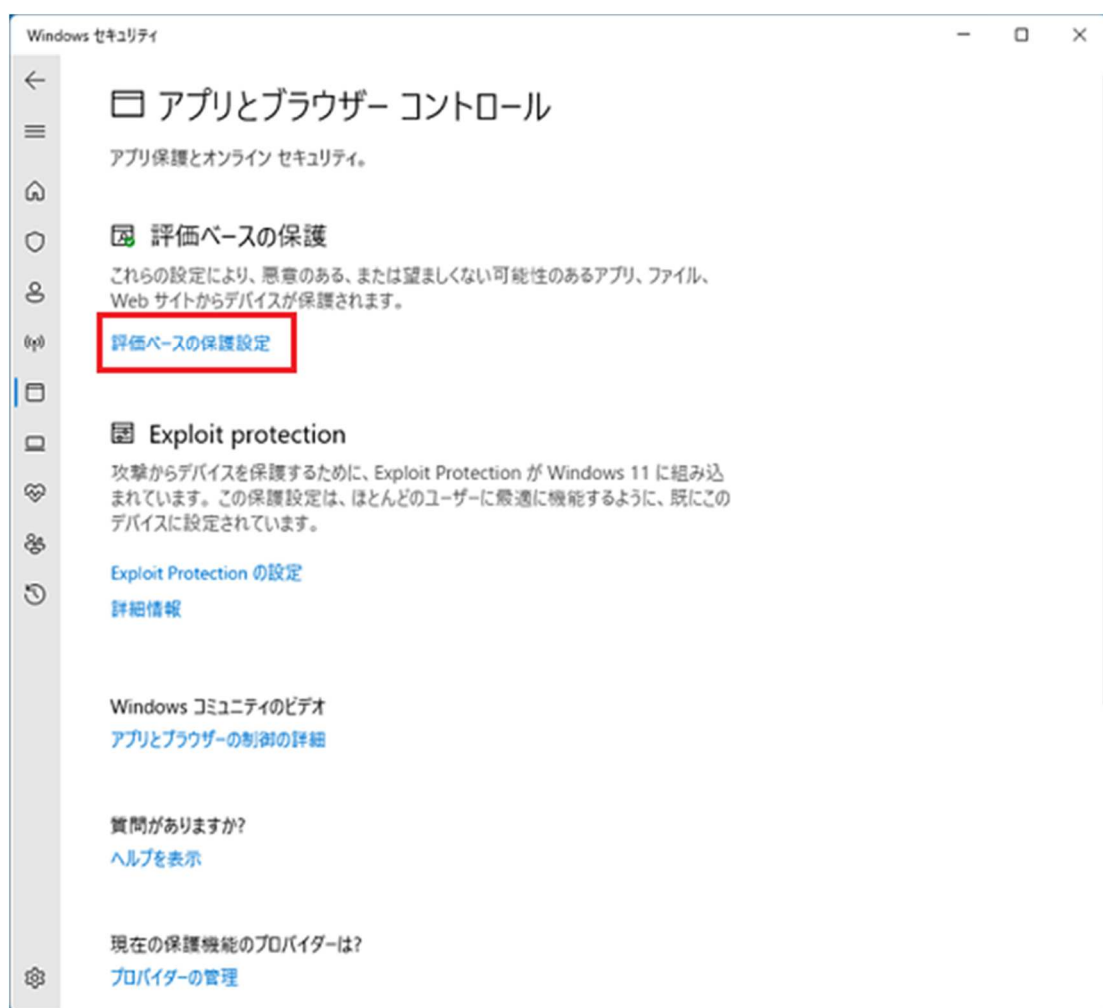 Windows セキュリティ
アプリとブラウザー コントロール
アプリ保護とオンライン セキュリティ。
評価ベースの保護
これらの設定により、悪意のある、または望ましくない可能性のあるアプリ、ファイル、
Web サイトからデバイスが保護されます。
評価ベースの保護設定
Exploit protection
攻撃からデバイスを保護するために、Exploit Protection が Windows 11 に組み込
まれています。この保護設定は、ほとんどのユーザーに最適に機能するように、既にこの
デバイスに設定されています。
Exploit Protection の設定
詳細情報
Windows コミュニティのビデオ
アプリとブラウザーの制御の詳細
質問がありますか?
ヘルプを表示
現在の保護機能のプロバイダーは?
プロバイダーの管理